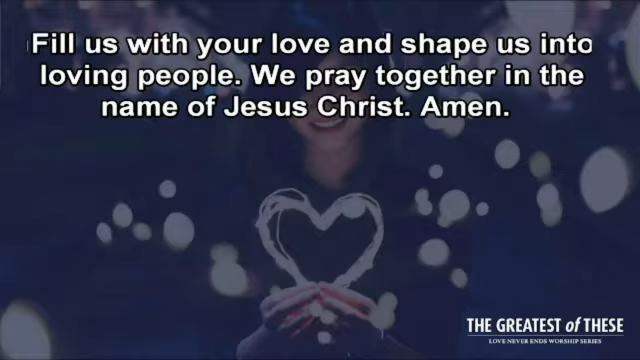 Fill us with your love and shape us into
loving people. We pray together in the
name of Jesus Christ. Amen.
THE GREATEST of THESE
LOVE NEVER ENDS WORSHIP SERIES